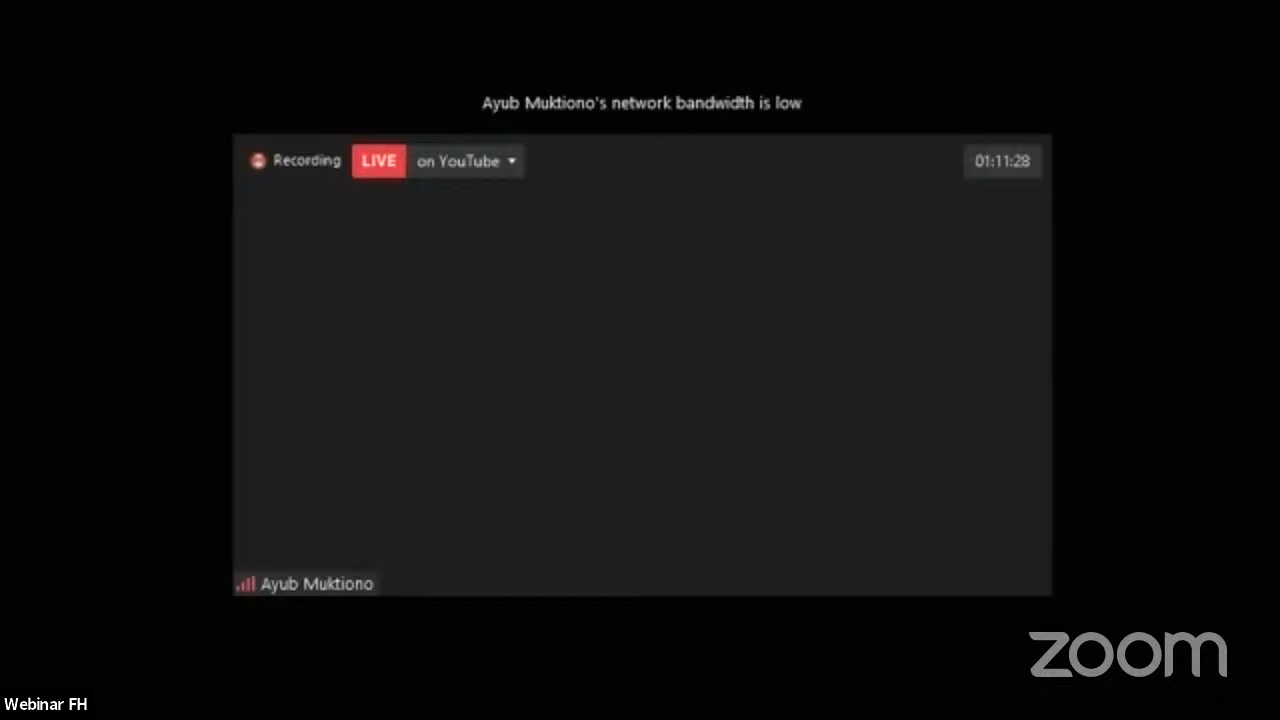 Ayub Muktiono's network bandwidth is low
Recording LIVE on YouTube 01:11:28
Ayub Muktiono
zoom
Webinar FH